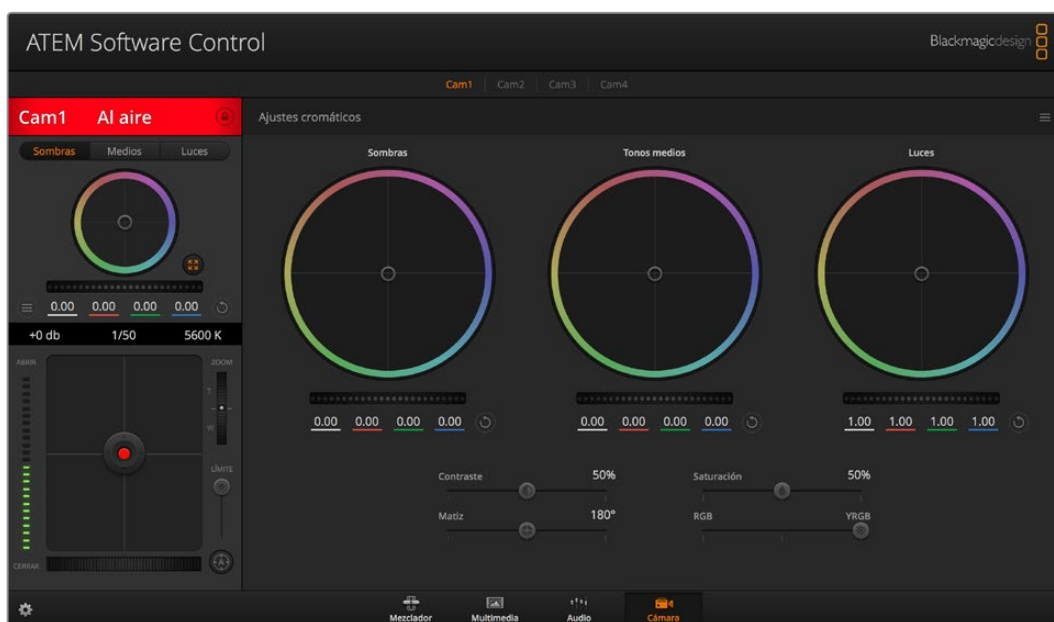 ATEM Software Control
Blackmagicdesign
Cam1 Cam2 Cam3 Cam4
Cam1 Al aire
Ajustes cromáticos
Sombras Medios Luces
Sombras Tonos medios Luces
0.00 0.00 0.00 0.00
+0 db 1/50 5600 K
ABRIR
ZOOM
T
W
LÍMITE
CERRAR
A
0.00 0.00 0.00 0.00
0.00 0.00 0.00 0.00
1.00 1.00 1.00 1.00
Contraste 50%
Saturación 50%
Matiz 180°
RGB YRGB
Mezclador Multimedia Audio Cámara